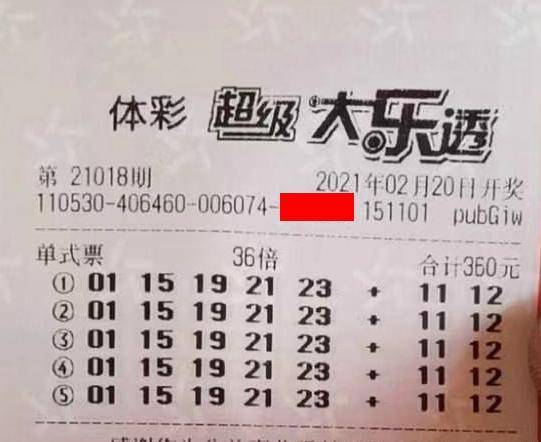 体彩 超级大乐透
第 21018期 2021年02月20日开奖
110530-406460-006074- 151101 pubGiw
单式票 36倍 合计360元
① 01 15 19 21 23 + 11 12
② 01 15 19 21 23 + 11 12
③ 01 15 19 21 23 + 11 12
④ 01 15 19 21 23 + 11 12
⑤ 01 15 19 21 23 + 11 12